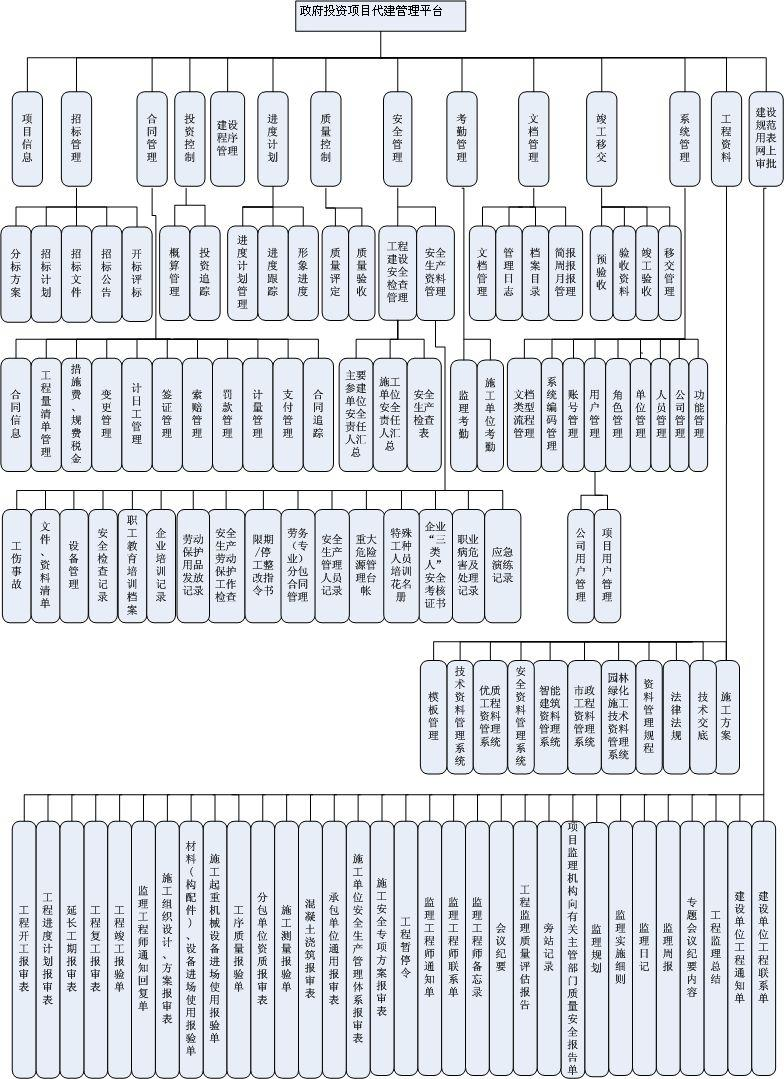 政府投资项目代建管理平台
项目信息
招标管理
合同管理
投资控制
建设程序管理
进度计划
质量控制
安全管理
考勤管理
文档管理
竣工移交
系统管理
工程资料
建设规范用表网上审批
分标方案
招标计划
招标文件
招标公告
开标评标
概算管理
投资追踪
进度计划管理
进度跟踪
形象进度
质量评定
质量验收
工程建设安全检查管理
安全生产资料管理
文档管理
管理日志
档案目录
简报周报月报管理
预验收
验收资料
竣工验收
移交管理
合同信息
工程量清单管理
措施费、规费税金
变更管理
计日工管理
签证管理
索赔管理
罚款管理
计量管理
支付管理
合同追踪
主要参建单位安全责任人汇总
施工单位安全责任人汇总
安全生产检查表
监理考勤
施工单位考勤
文档类型流程管理
系统编码管理
账号管理
用户管理
角色管理
单位管理
人员管理
公司管理
功能管理
工伤事故
文件、资料清单
设备管理
安全检查记录
职工教育培训档案
企业培训记录
劳动保护用品发放记录
安全生产劳动保护工作检查
限期/停工整改指令书
劳务（专业）分包合同管理
安全生产管理人员记录
重大危险源管理台帐
特殊工种人员培训花名册
企业“三类人”安全考核证书
职业病危害及处理记录
应急演练记录
公司用户管理
项目用户管理
模板管理
技术资料管理系统
优质工程资料管理系统
安全资料管理系统
智能建筑资料管理系统
市政工程资料管理系统
园林绿化施工技术资料管理系统
资料管理规程
法律法规
技术交底
施工方案
工程开工报审表
工程进度计划报审表
延长工期报审表
工程复工报审表
工程竣工报验单
监理工程师通知回复单
施工组织设计、方案报审表
材料（构配件）、设备进场使用报验单
施工起重机械设备进场使用报验单
工序质量报验单
分包单位资质报审表
施工测量报验单
混凝土浇筑报审表
承包单位通用报审表
施工单位安全生产管理体系报审表
施工安全专项方案报审表
工程暂停令
监理工程师通知单
监理工程师联系单
监理工程师备忘录
会议纪要
工程监理质量评估报告
旁站记录
项目监理机构向有关主管部门质量安全报告单
监理规划
监理实施细则
监理日记
监理周报
专题会议纪要内容
工程监理总结
建设单位工程通知单
建设单位工程联系单